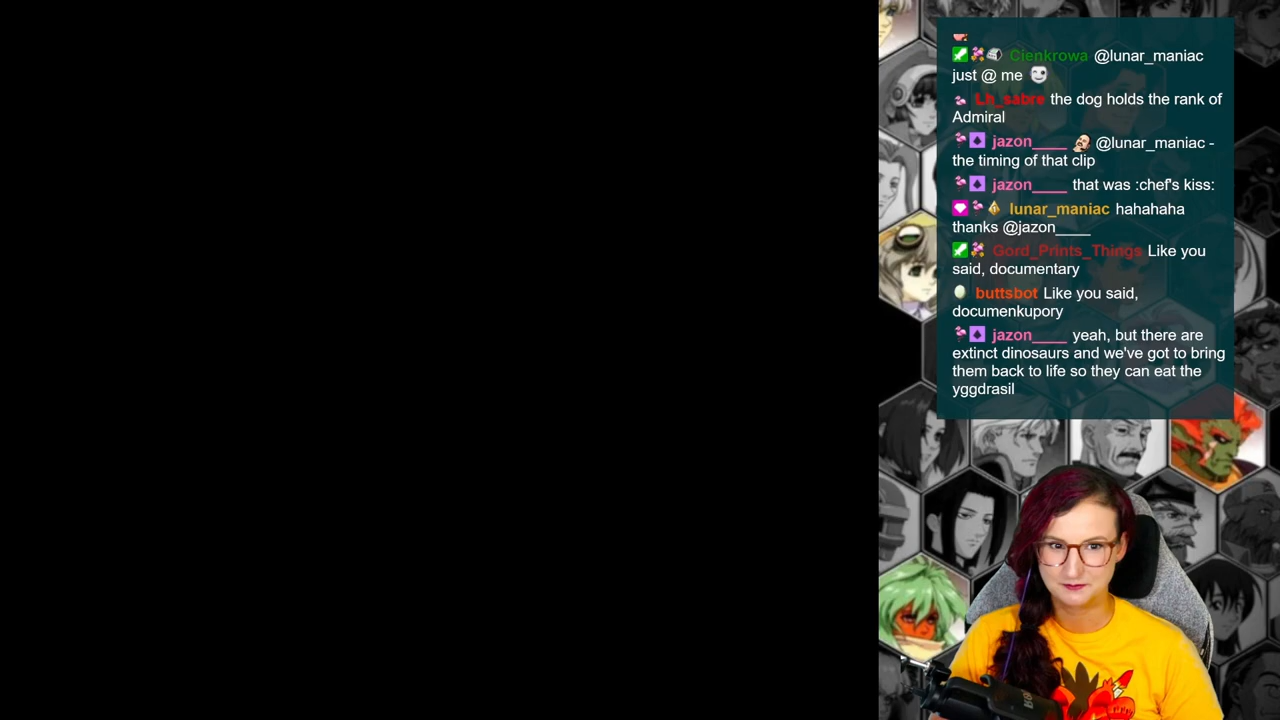 Cienkrowa @lunar_maniac
just @ me
Lh_sabre the dog holds the rank of
Admiral
jazon____ @lunar_maniac -
the timing of that clip
jazon____ that was :chef's kiss:
lunar_maniac hahahaha
thanks @jazon____
Gord_Prints_Things Like you
said, documentary
buttsbot Like you said,
documenkupory
jazon____ yeah, but there are
extinct dinosaurs and we've got to bring
them back to life so they can eat the
yggdrasil